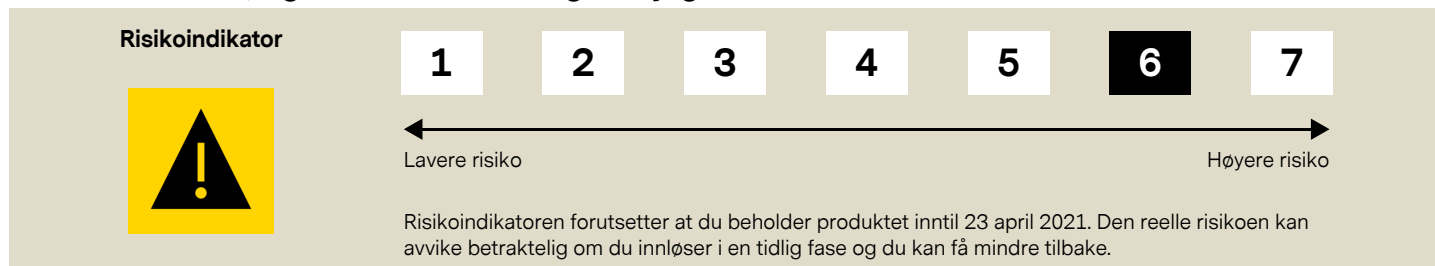 Risikoindikator
1 2 3 4 5 6 7
Lavere risiko Høyere risiko
Risikoindikatoren forutsetter at du beholder produktet inntil 23 april 2021. Den reelle risikoen kan
avvike betraktelig om du innløser i en tidlig fase og du kan få mindre tilbake.